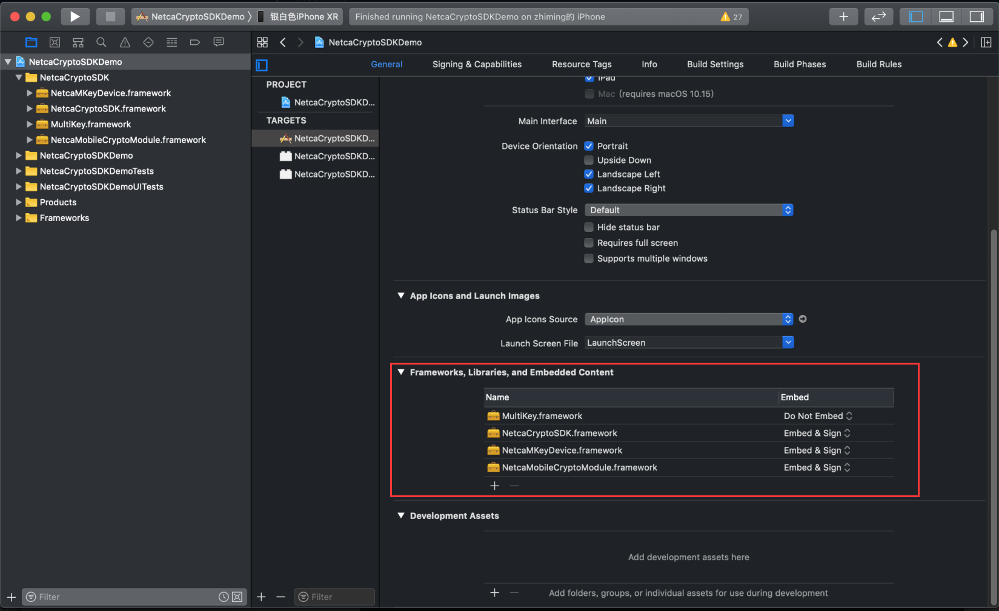 NetcaCryptoSDKDemo 〉 银白色iPhone XR
Finished running NetcaCryptoSDKDemo on zhiming的 iPhone
27
NetcaCryptoSDKDemo
NetcaCryptoSDK
NetcaMKeyDevice.framework
NetcaCryptoSDK.framework
MultiKey.framework
NetcaMobileCryptoModule.framework
NetcaCryptoSDKDemo
NetcaCryptoSDKDemoTests
NetcaCryptoSDKDemoUITests
Products
Frameworks
Filter
NetcaCryptoSDKDemo
General Signing & Capabilities Resource Tags Info Build Settings Build Phases Build Rules
PROJECT
NetcaCryptoSDKD...
TARGETS
NetcaCryptoSDKD...
NetcaCryptoSDKD...
NetcaCryptoSDKD...
Filter
iPad
Mac (requires macOS 10.15)
Main Interface Main
Device Orientation Portrait
Upside Down
Landscape Left
Landscape Right
Status Bar Style Default
Hide status bar
Requires full screen
Supports multiple windows
App Icons and Launch Images
App Icons Source AppIcon
Launch Screen File LaunchScreen
Frameworks, Libraries, and Embedded Content
Name Embed
MultiKey.framework Do Not Embed
NetcaCryptoSDK.framework Embed & Sign
NetcaMKeyDevice.framework Embed & Sign
NetcaMobileCryptoModule.framework Embed & Sign
Development Assets
Add development assets here
Add folders, groups, or individual assets for use during development